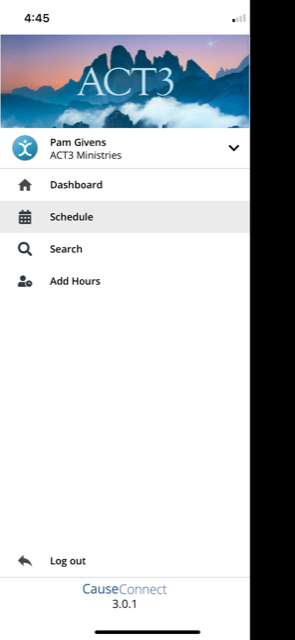 4:45
ACT3
Pam Givens
ACT3 Ministries
Dashboard
Schedule
Search
Add Hours
Log out
CauseConnect
3.0.1